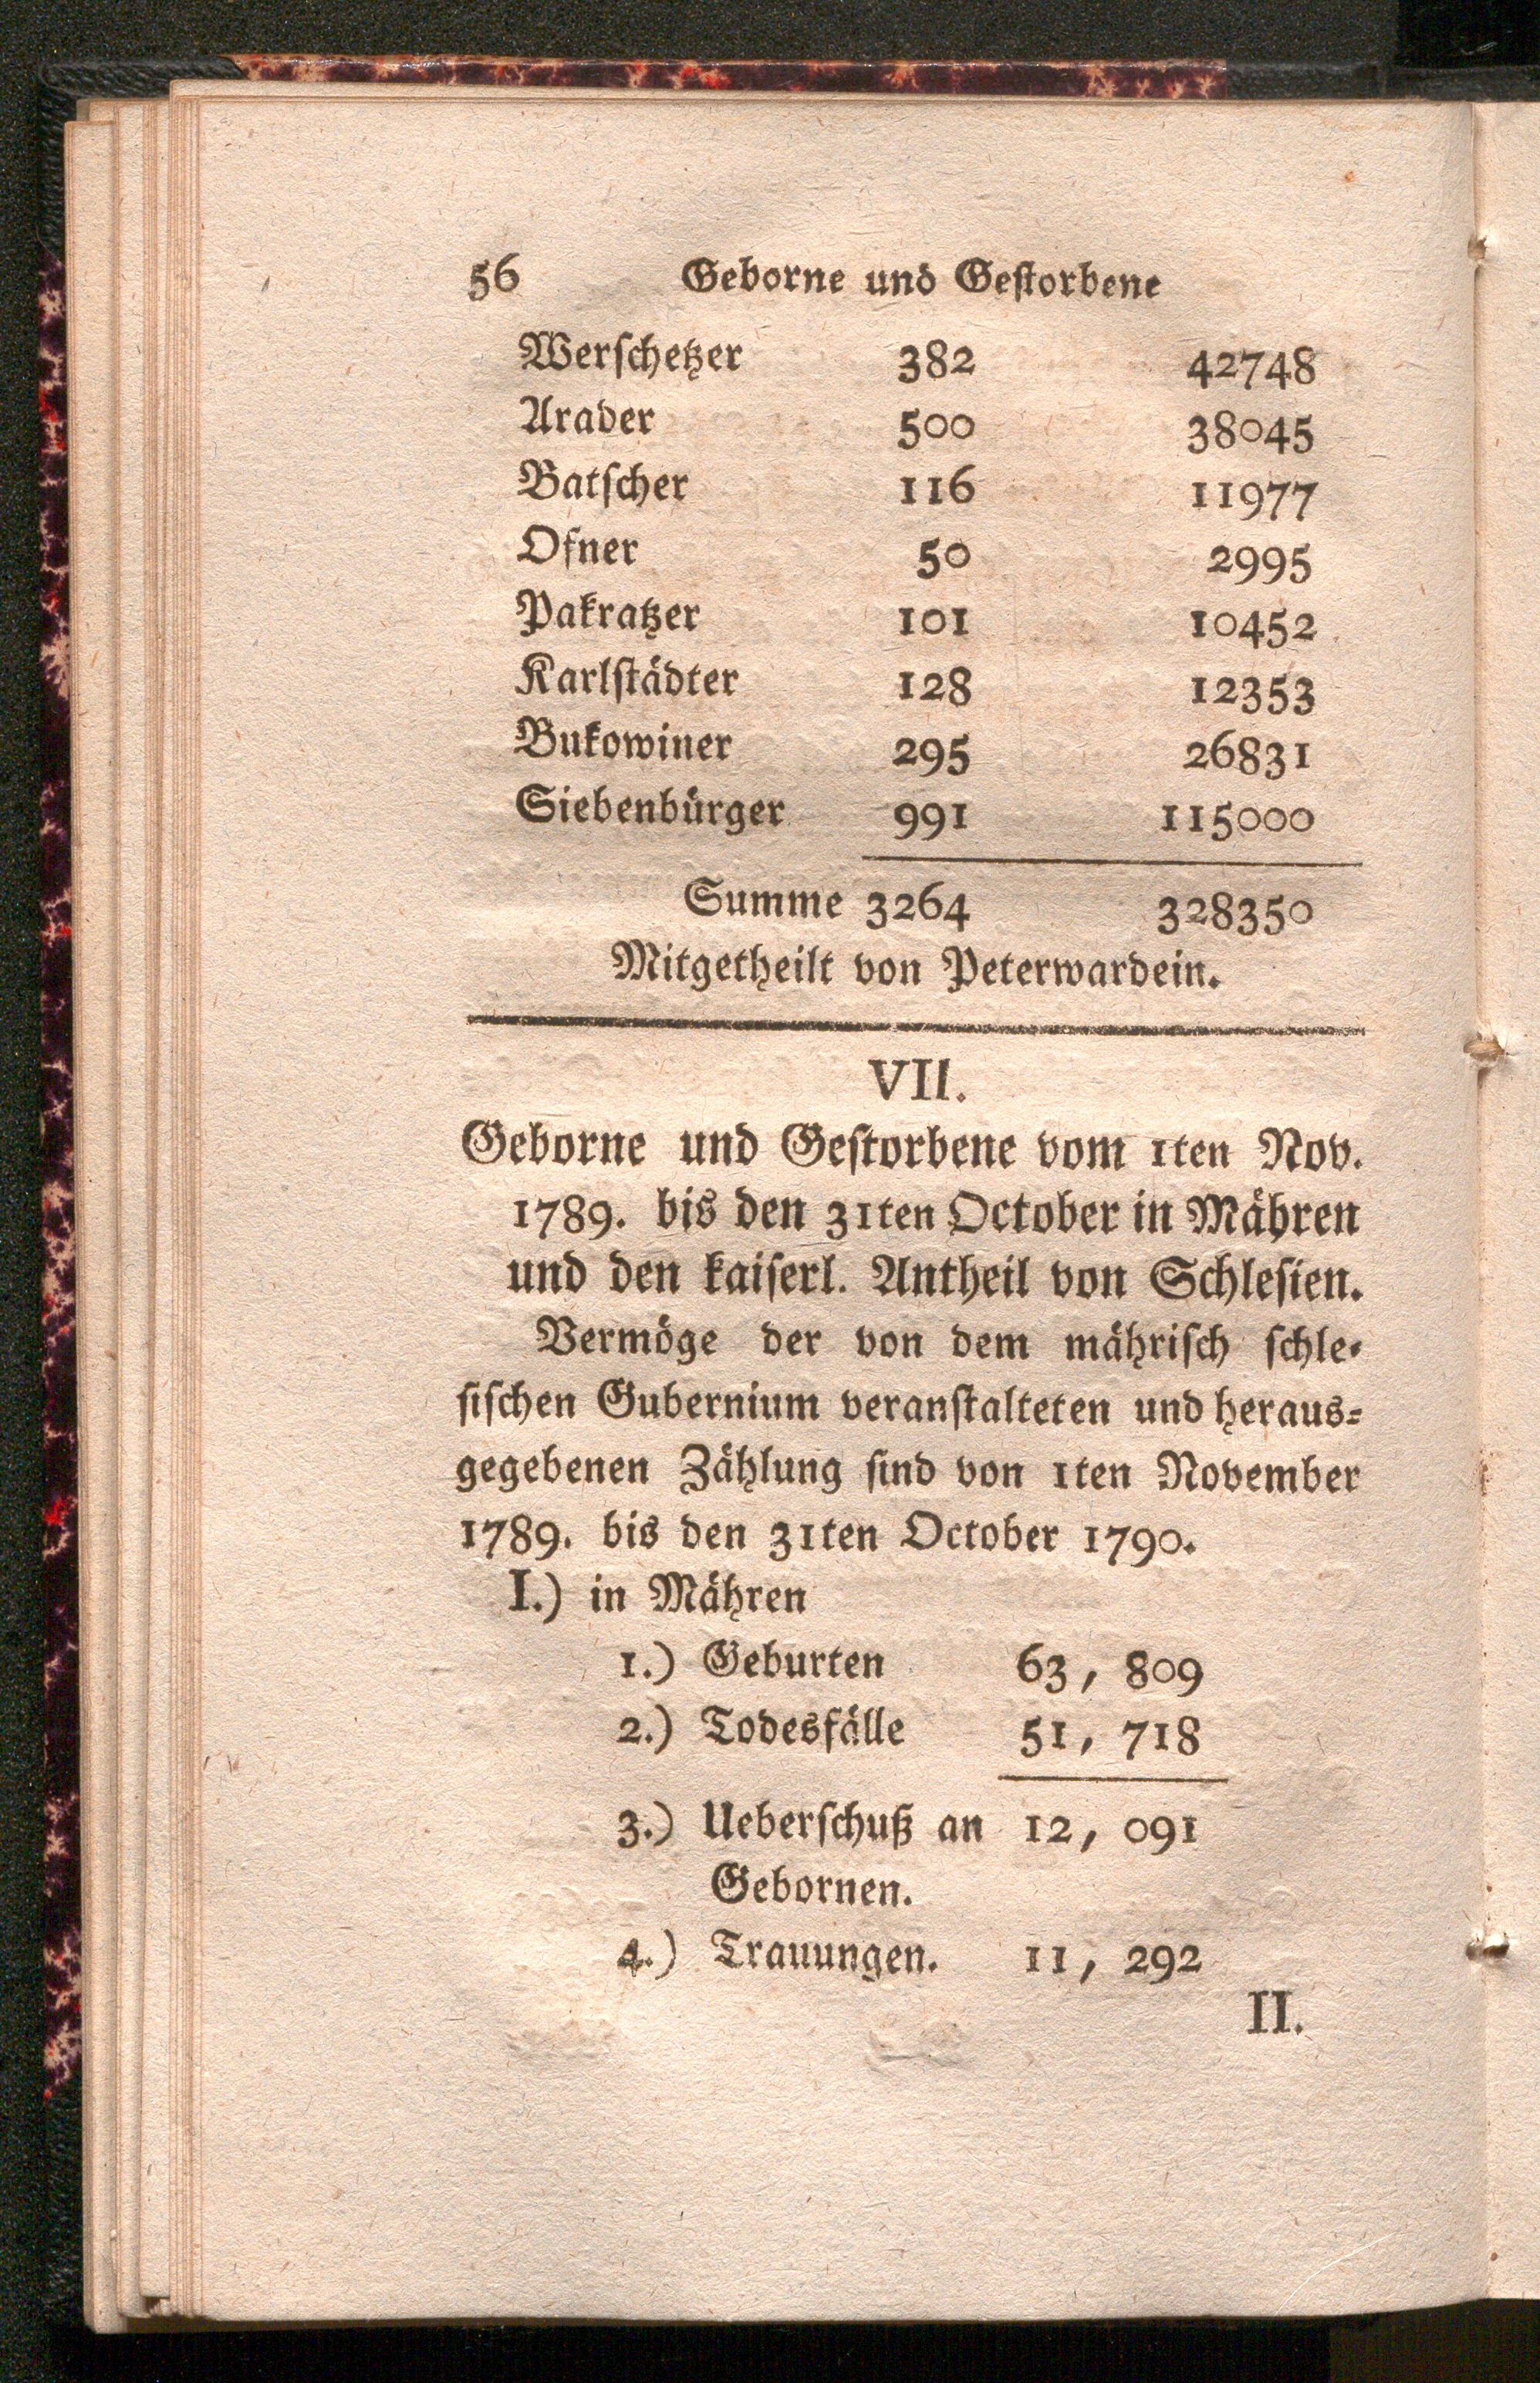 56 Geborne und Gestorbene
Werschetzer 382 42748
Arader 500 38045
Batscher 116 11977
Ofner 50 2995
Pakratzer 101 10452
Karlstädter 128 12353
Bukowiner 295 26831
Siebenbürger 991 115000
Summe 3264 328350
Mitgetheilt von Peterwardein.
VII.
Geborne und Gestorbene vom 1ten Nov.
1789. bis den 31ten October in Mähren
und den kaiserl. Antheil von Schlesien.
Vermöge der von dem mährisch schle-
sischen Gubernium veranstalteten und heraus-
gegebenen Zählung sind von 1ten November
1789. bis den 31ten October 1790.
I.) in Mähren
1.) Geburten 63, 809
2.) Todesfälle 51, 718
3.) Ueberschuß an 12, 091
Gebornen.
4.) Trauungen. 11, 292
II.